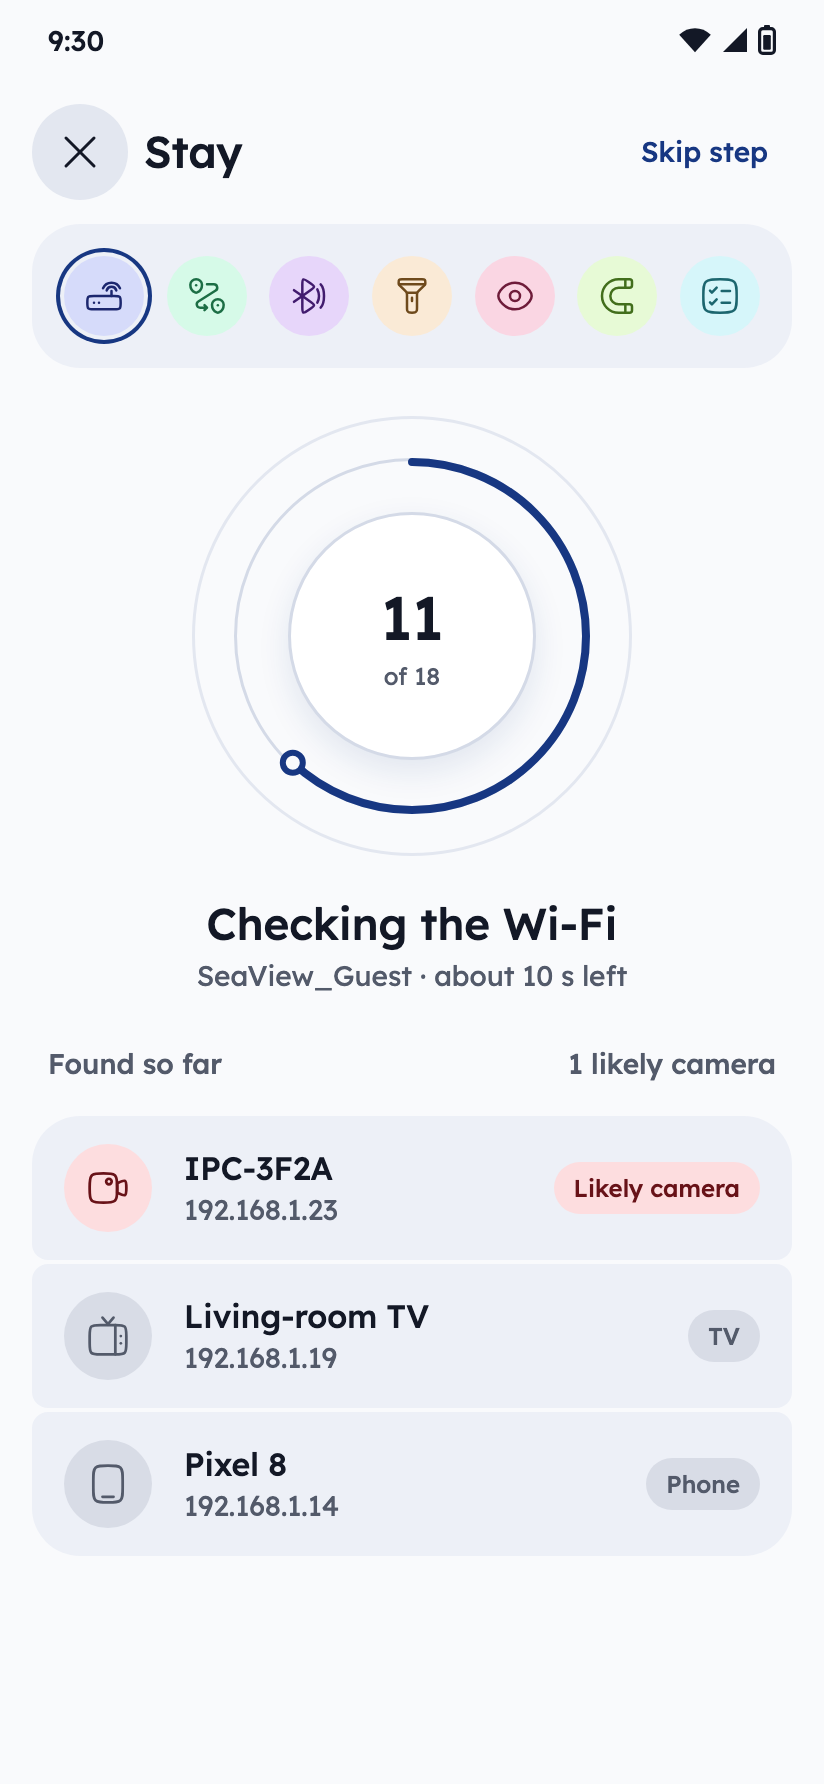 9:30
Stay
Skip step
11
of 18
Checking the Wi-Fi
SeaView_Guest · about 10 s left
Found so far
1 likely camera
IPC-3F2A
192.168.1.23
Likely camera
Living-room TV
192.168.1.19
TV
Pixel 8
192.168.1.14
Phone